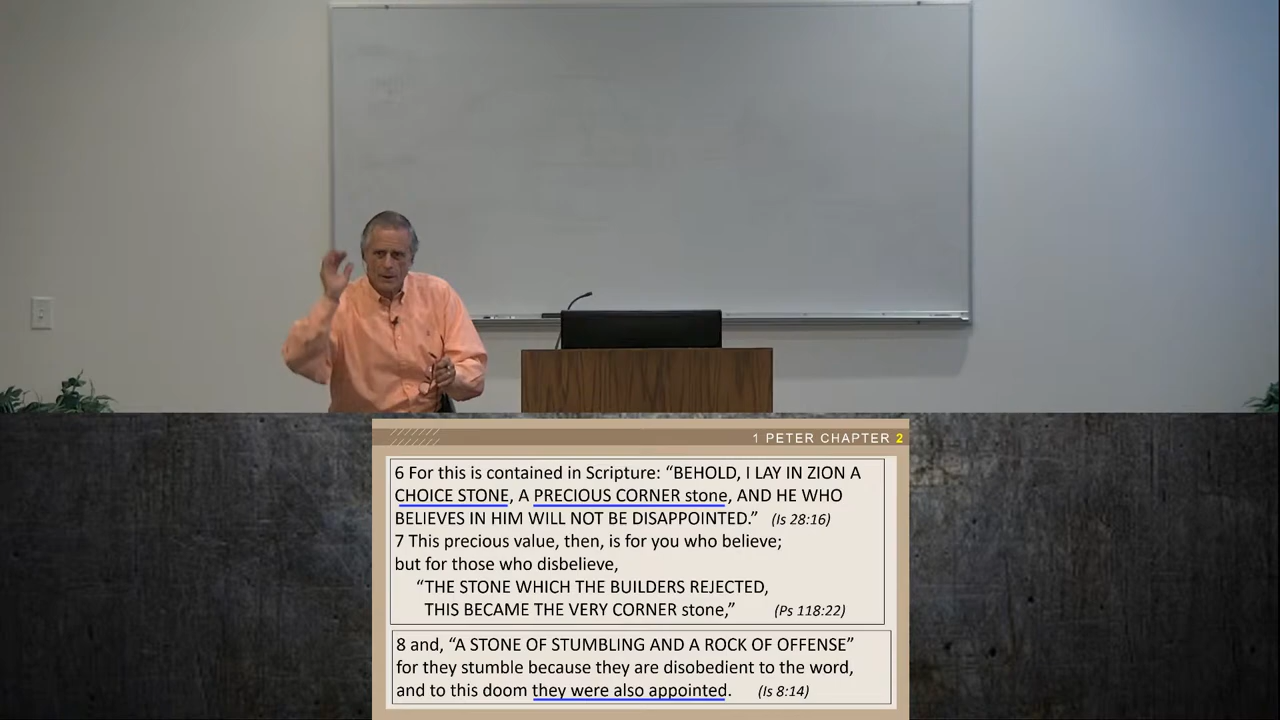 1 PETER CHAPTER 2
6 For this is contained in Scripture: “BEHOLD, I LAY IN ZION A
CHOICE STONE, A PRECIOUS CORNER stone, AND HE WHO
BELIEVES IN HIM WILL NOT BE DISAPPOINTED.” (Is 28:16)
7 This precious value, then, is for you who believe;
but for those who disbelieve,
“THE STONE WHICH THE BUILDERS REJECTED,
THIS BECAME THE VERY CORNER stone,” (Ps 118:22)
8 and, “A STONE OF STUMBLING AND A ROCK OF OFFENSE”
for they stumble because they are disobedient to the word,
and to this doom they were also appointed. (Is 8:14)